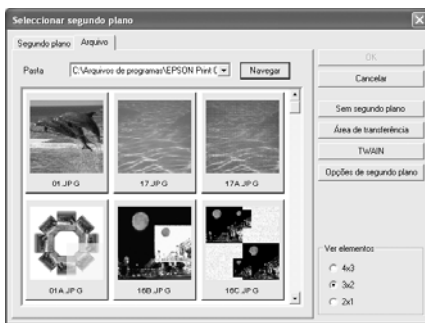 Seleccionar segundo plano
Segundo plano
Arquivo
Pasta
C:\Arquivos de programas\EPSON Print C
Navegar
01.JPG
17.JPG
17A.JPG
01A.JPG
16B.JPG
16C.JPG
OK
Cancelar
Sem segundo plano
Área de transferência
TWAIN
Opções de segundo plano
Ver elementos
4x3
3x2
2x1